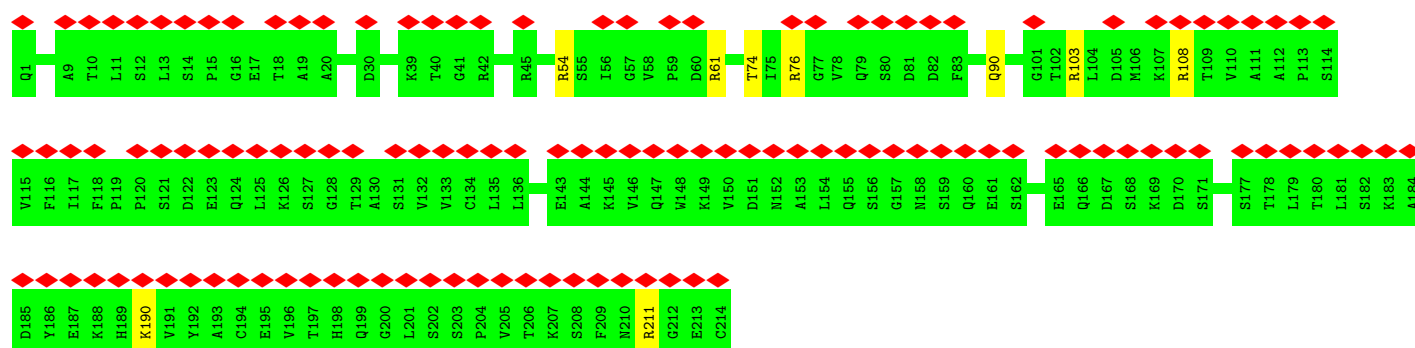 Q1 A9 T10 L11 S12 L13 S14 P15 G16 E17 T18 A19 A20 D30 K39 T40 G41 R42 R45 R54 S55 I56 G57 V58 P59 D60 R61 T74 I75 R76 G77 V78 Q79 S80 D81 D82 F83 Q90 G101 T102 R103 L104 D105 M106 K107 R108 T109 V110 A111 A112 P113 S114
V115 F116 I117 F118 P119 P120 S121 D122 E123 Q124 L125 K126 S127 G128 T129 A130 S131 V132 V133 C134 L135 L136 E143 A144 K145 V146 Q147 W148 K149 V150 D151 N152 A153 L154 Q155 S156 G157 N158 S159 Q160 E161 S162 E165 Q166 D167 S168 K169 D170 S171 S177 T178 L179 T180 L181 S182 K183 A184
D185 Y186 E187 K188 H189 K190 V191 Y192 A193 C194 E195 V196 T197 H198 Q199 G200 L201 S202 S203 P204 V205 T206 K207 S208 F209 N210 R211 G212 E213 C214